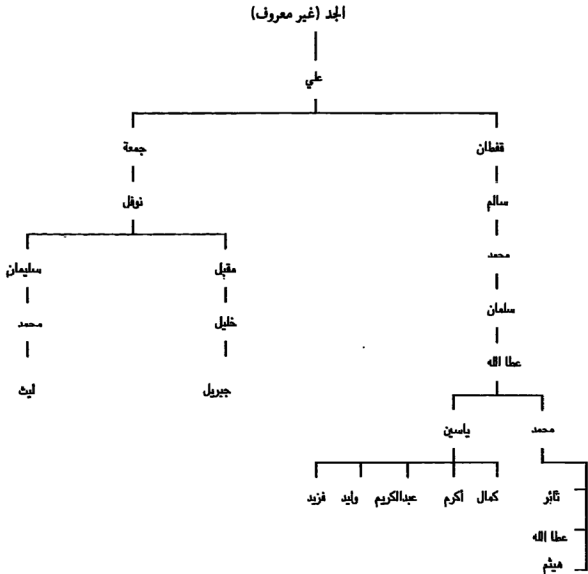 الجد (غير معروف)
علي
قفطان
جمعة
سالم
نوفل
محمد
مقبل
سليمان
سلمان
خليل
محمد
عطا الله
جبريل
ليث
محمد
ياسين
ثائر
كمال
أكرم
عبدالكريم
وليد
فريد
عطا الله
هيثم